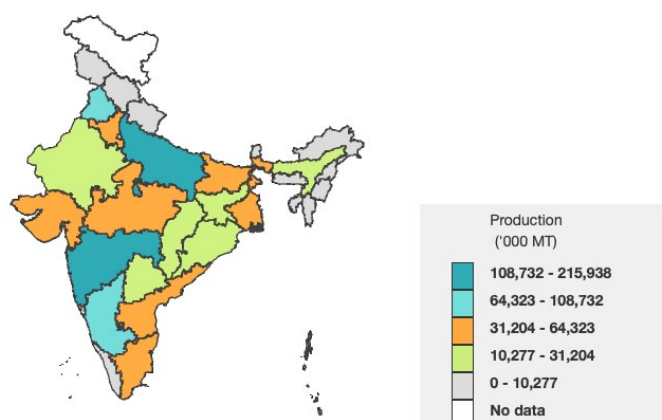 Production
('000 MT)
108,732 - 215,938
64,323 - 108,732
31,204 - 64,323
10,277 - 31,204
0 - 10,277
No data